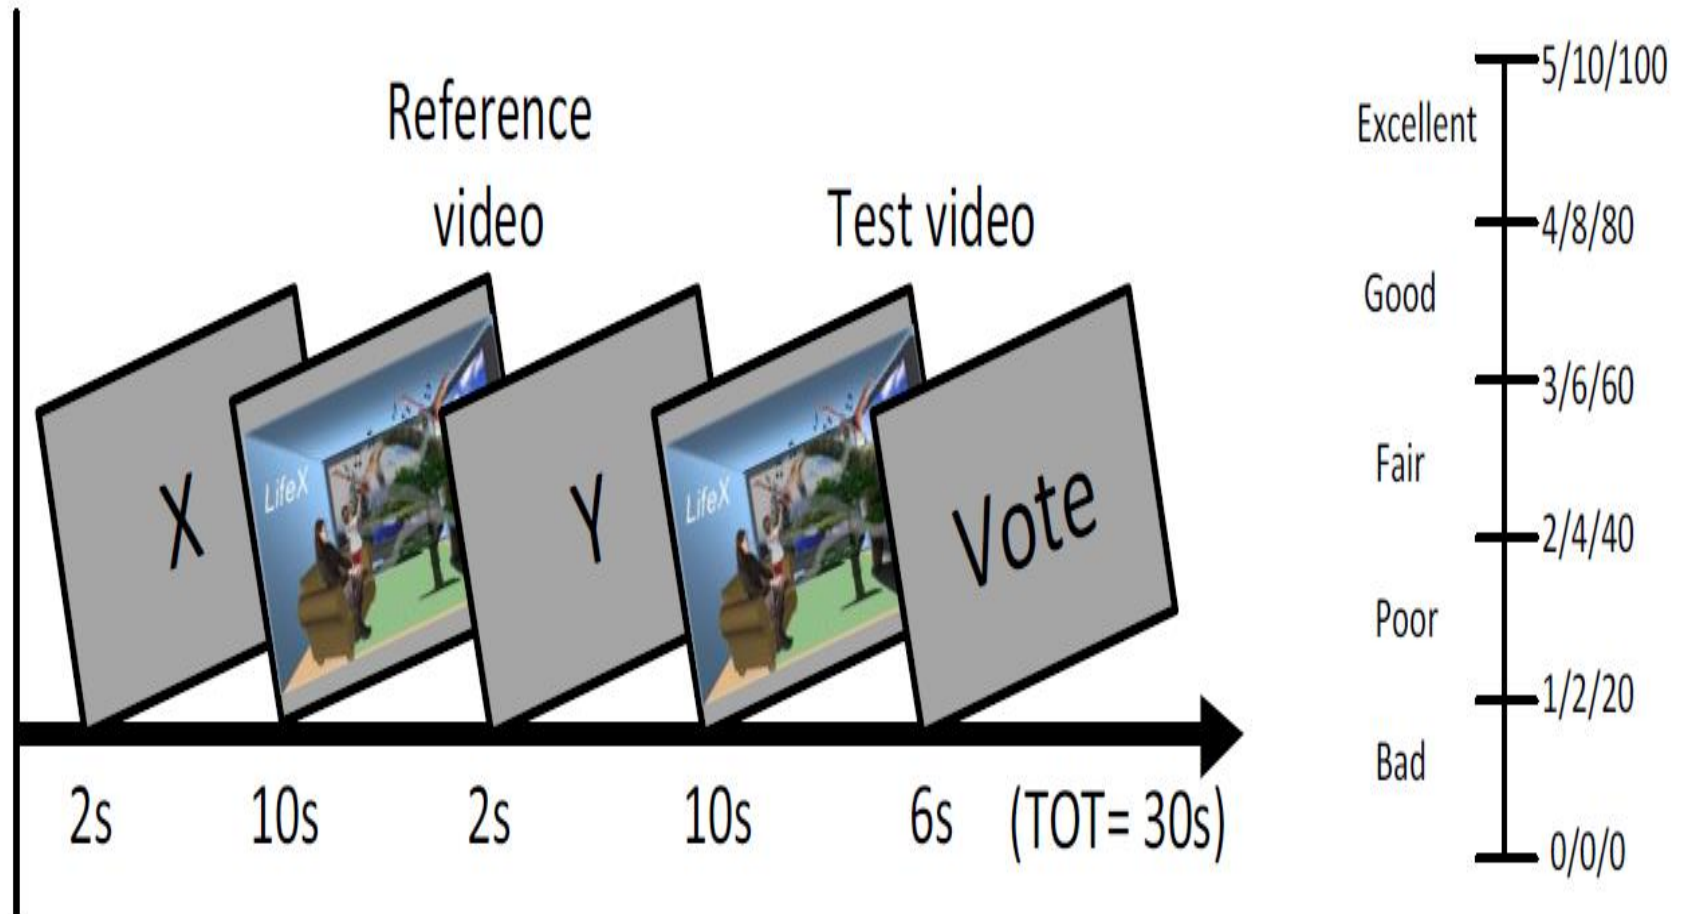 Reference
video
Test video
X
LifeX
Y
LifeX
Vote
2s
10s
2s
10s
6s
(TOT= 30s)
5/10/100
Excellent
4/8/80
Good
3/6/60
Fair
2/4/40
Poor
1/2/20
Bad
0/0/0